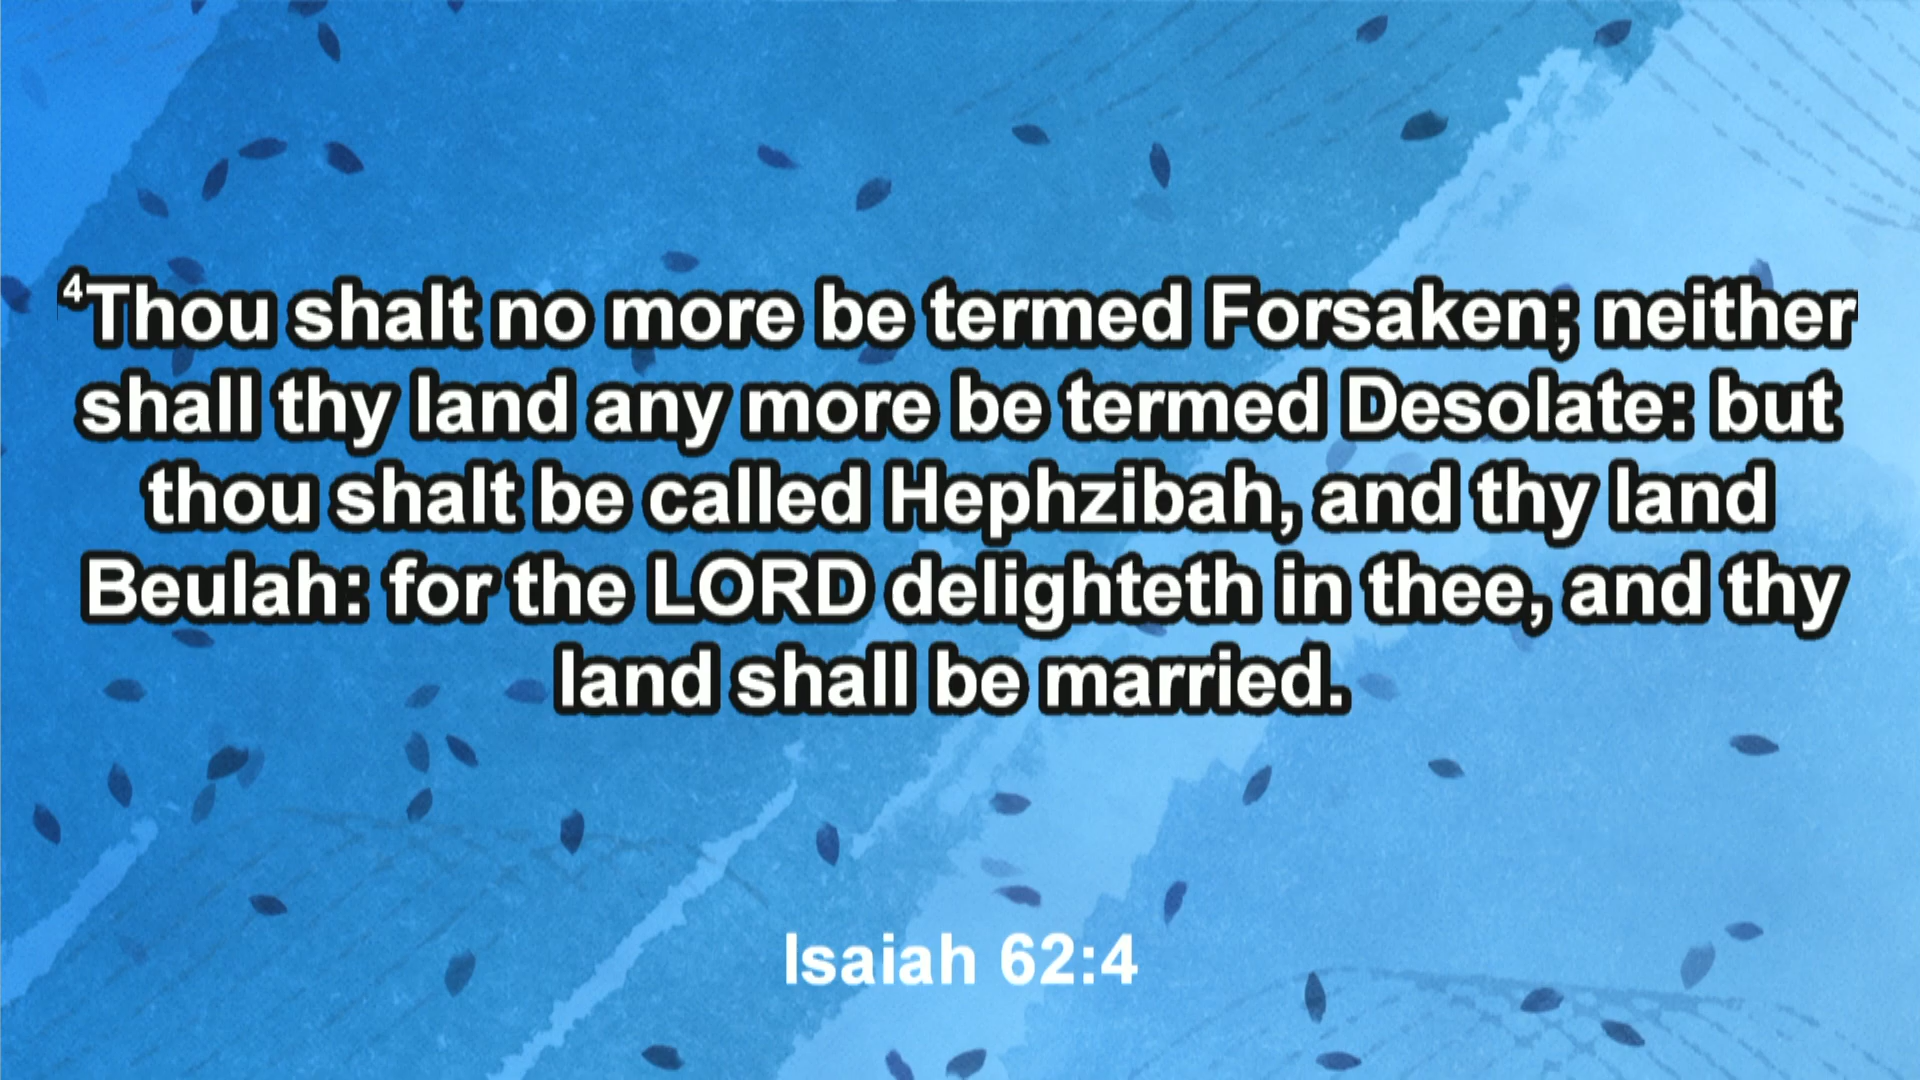 ⁴Thou shalt no more be termed Forsaken; neither
shall thy land any more be termed Desolate: but
thou shalt be called Hephzibah, and thy land
Beulah: for the LORD delighteth in thee, and thy
land shall be married.
Isaiah 62:4